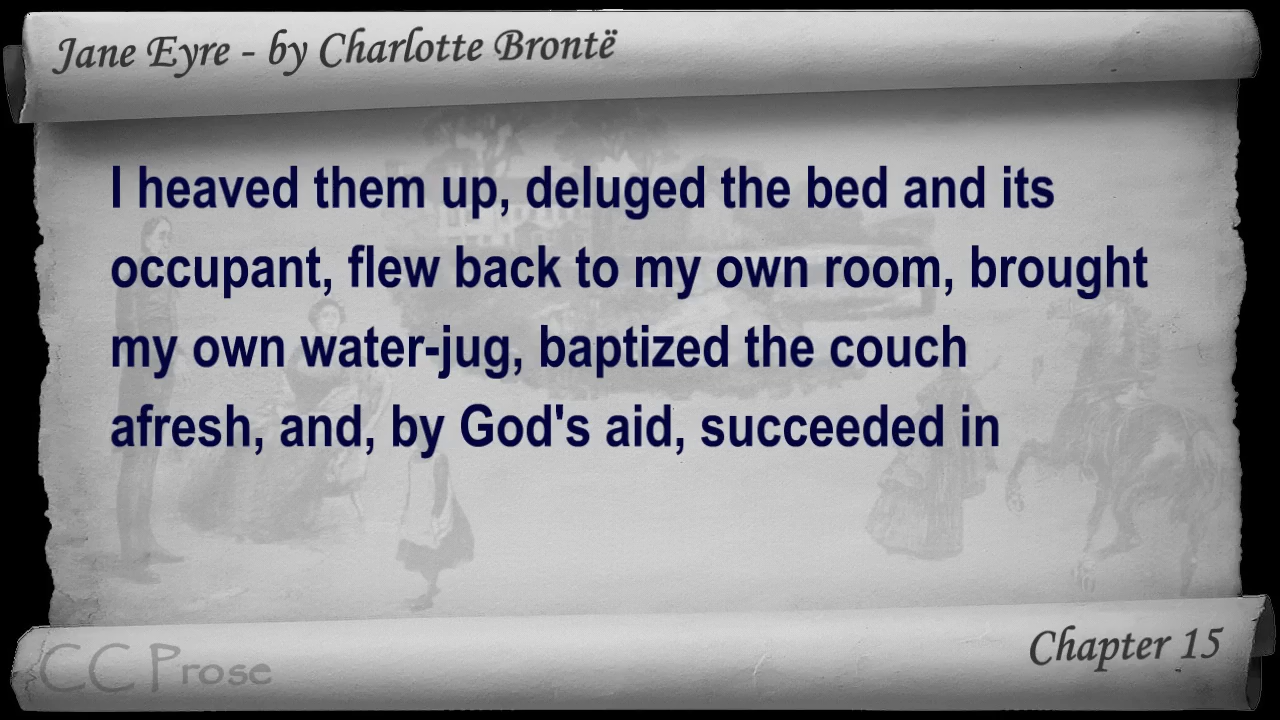 Jane Eyre - by Charlotte Brontë
I heaved them up, deluged the bed and its
occupant, flew back to my own room, brought
my own water-jug, baptized the couch
afresh, and, by God's aid, succeeded in
Chapter 15
CC Prose